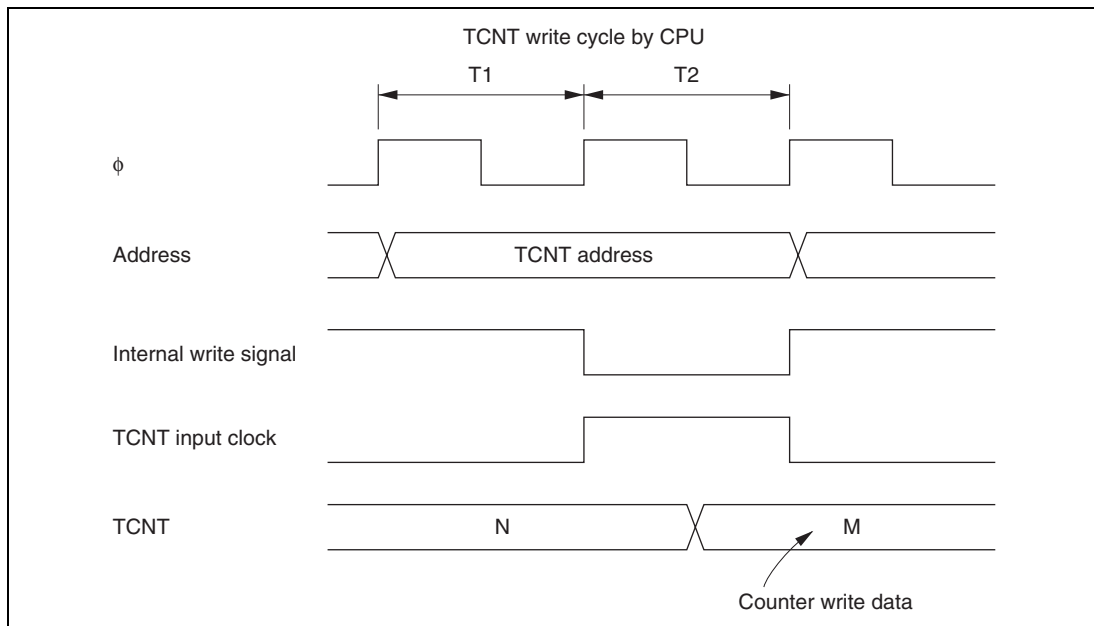 TCNT write cycle by CPU
T1 T2
ϕ
Address TCNT address
Internal write signal
TCNT input clock
TCNT N M
Counter write data